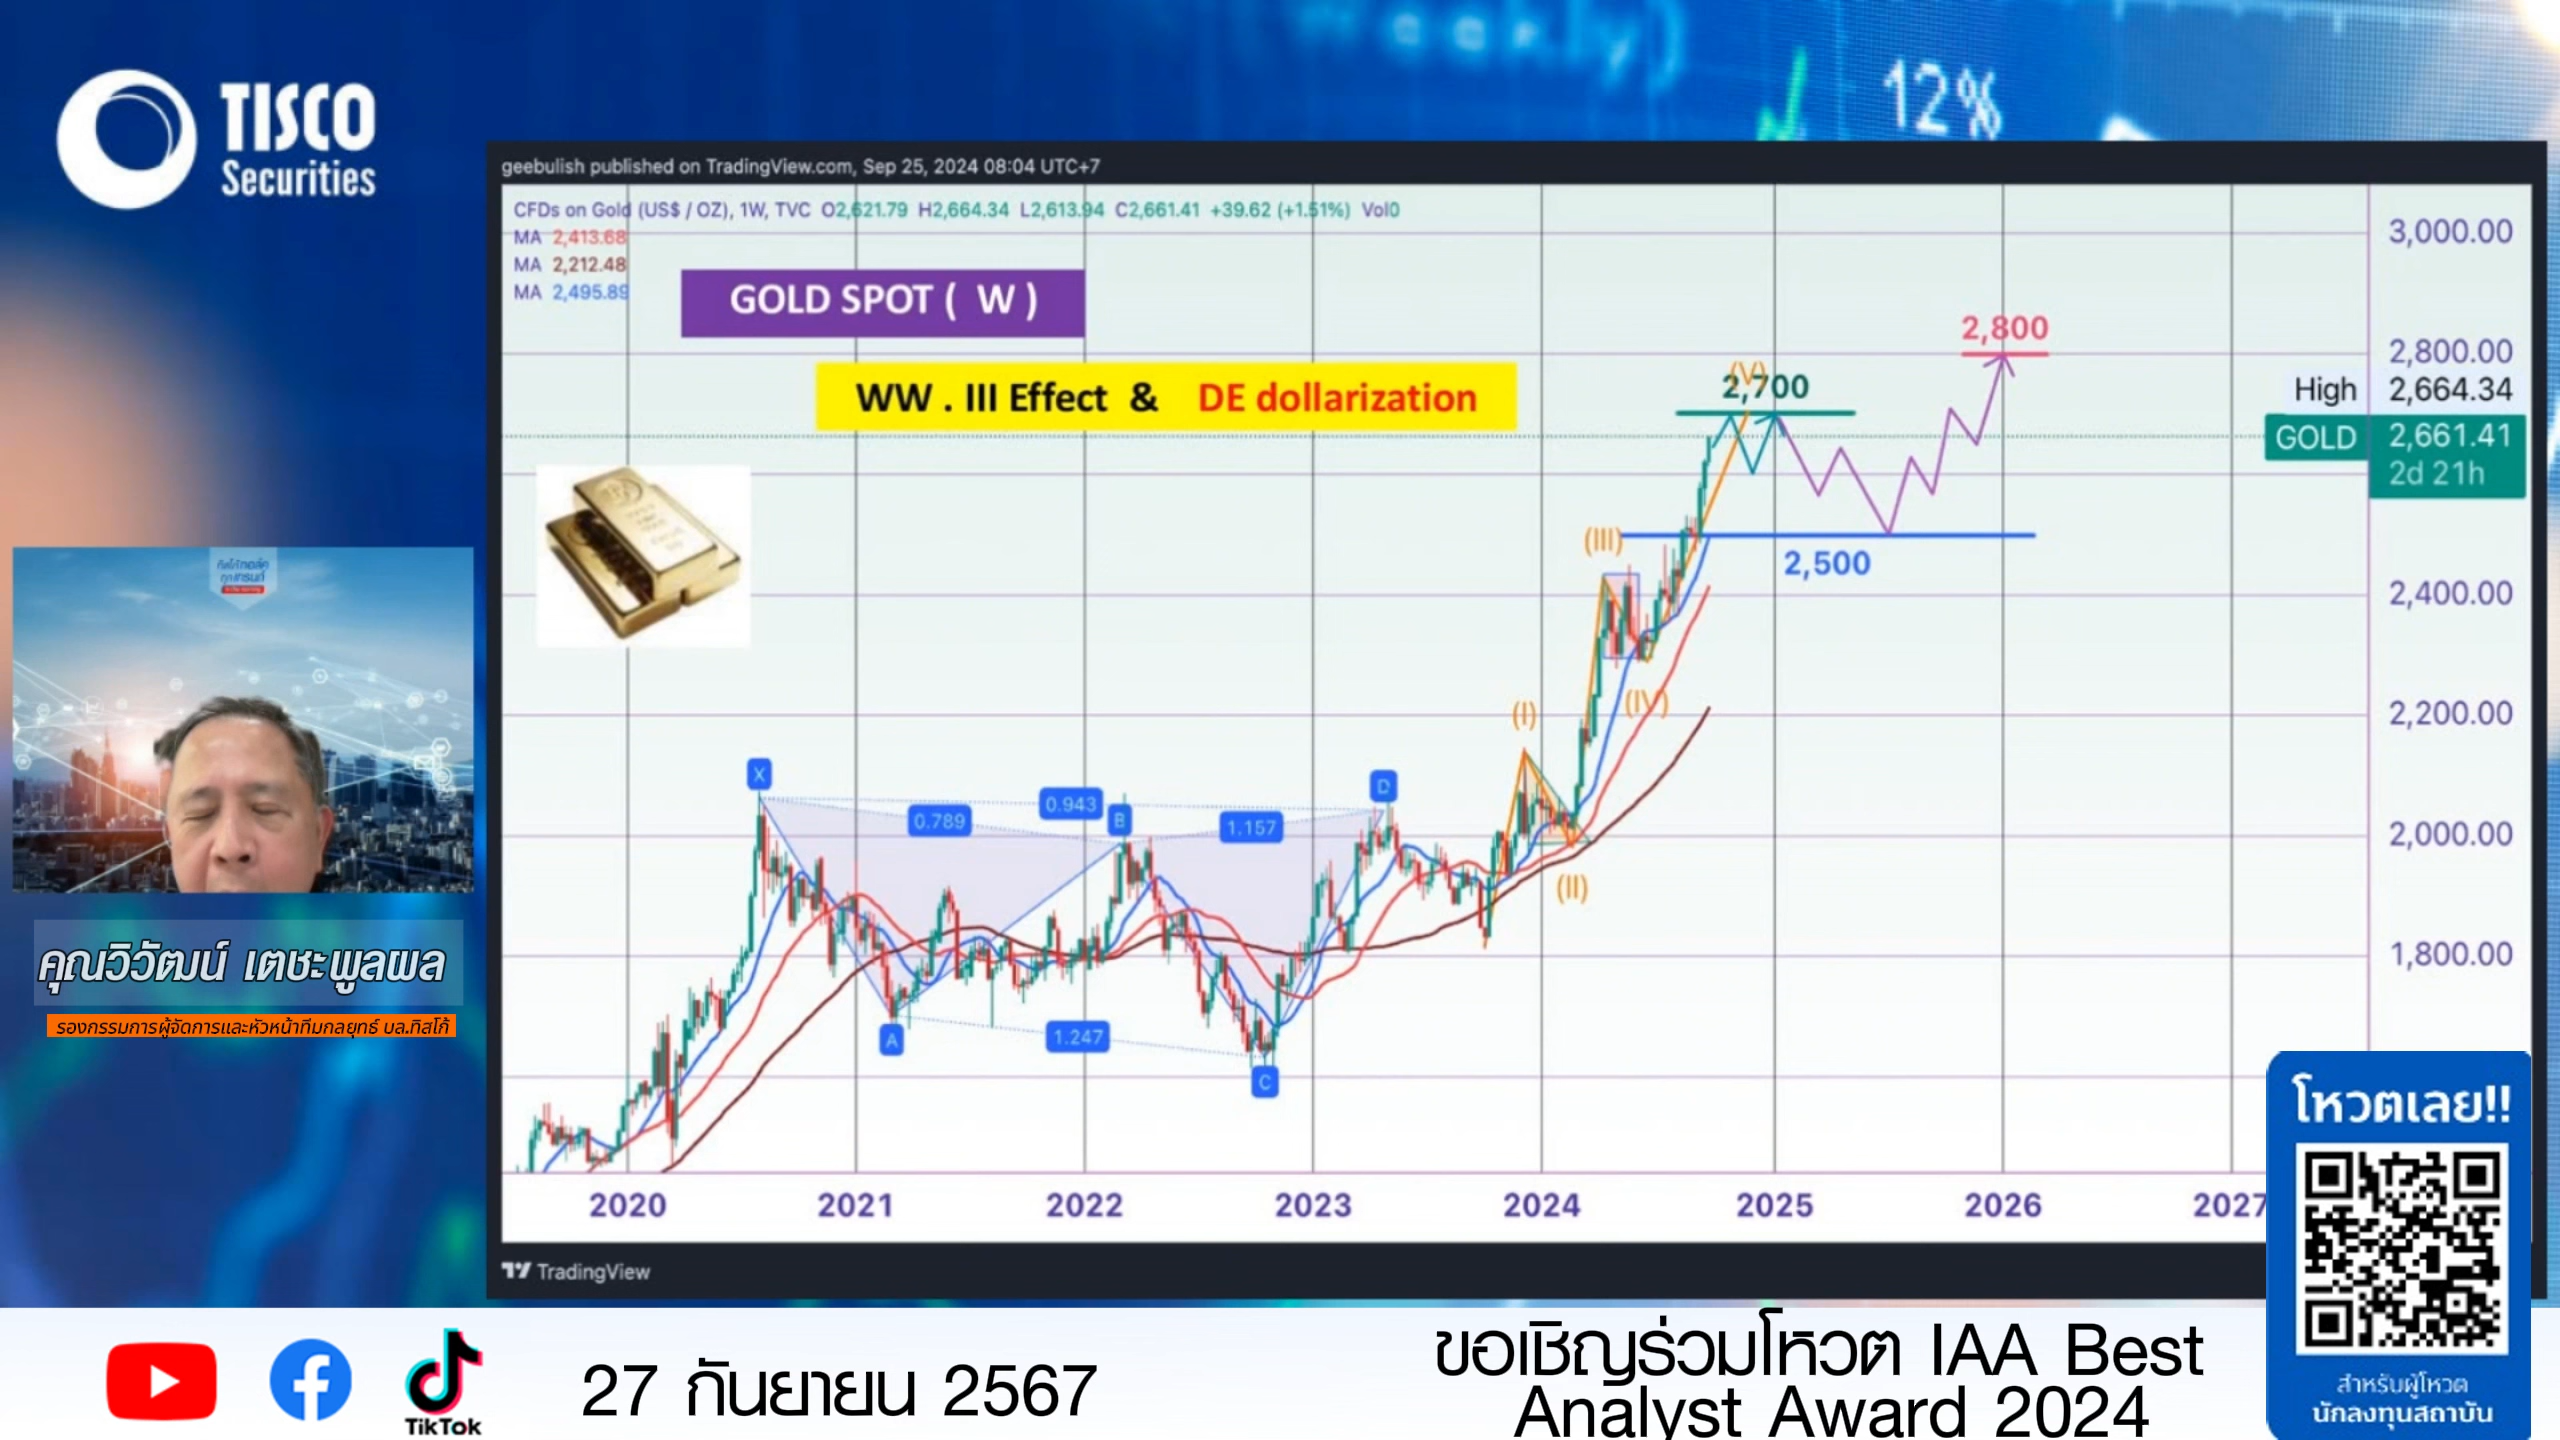 (Weekly)
12%
TISCO
Securities
geebulish published on TradingView.com, Sep 25, 2024 08:04 UTC+7
CFDs on Gold (US$ / OZ), 1W, TVC O2,621.79 H2,664.34 L2,613.94 C2,661.41 +39.62 (+1.51%) Vol0
MA 2,413.68
MA 2,212.48
MA 2,495.89
GOLD SPOT ( W )
WW . III Effect & DE dollarization
3,000.00
2,800
2,800.00
High 2,664.34
(V)
2,700
GOLD 2,661.41
2d 21h
(III)
2,500
2,400.00
(IV)
(I)
2,200.00
X
D
0.943
0.789
B
1.157
2,000.00
(II)
1,800.00
A
1.247
C
2020 2021 2022 2023 2024 2025 2026 2027
TradingView
คุณวิวัฒน์ เตชะพูลผล
รองกรรมการผู้จัดการและหัวหน้าทีมกลยุทธ์ บล.ทิสโก้
โหวตเลย!!
สำหรับผู้โหวต
นักลงทุนสถาบัน
TikTok
27 กันยายน 2567
ขอเชิญร่วมโหวต IAA Best
Analyst Award 2024